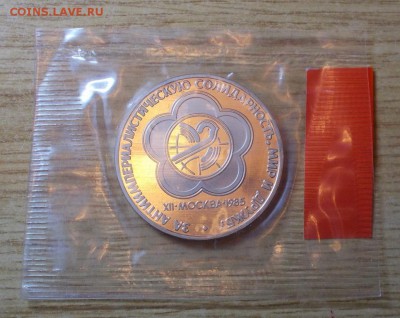 COINS.LAVE.RU
ЗА АНТИИМПЕРИАЛИСТИЧЕСКУЮ СОЛИДАРНОСТЬ, МИР И ДРУЖБУ
XII·МОСКВА·1985